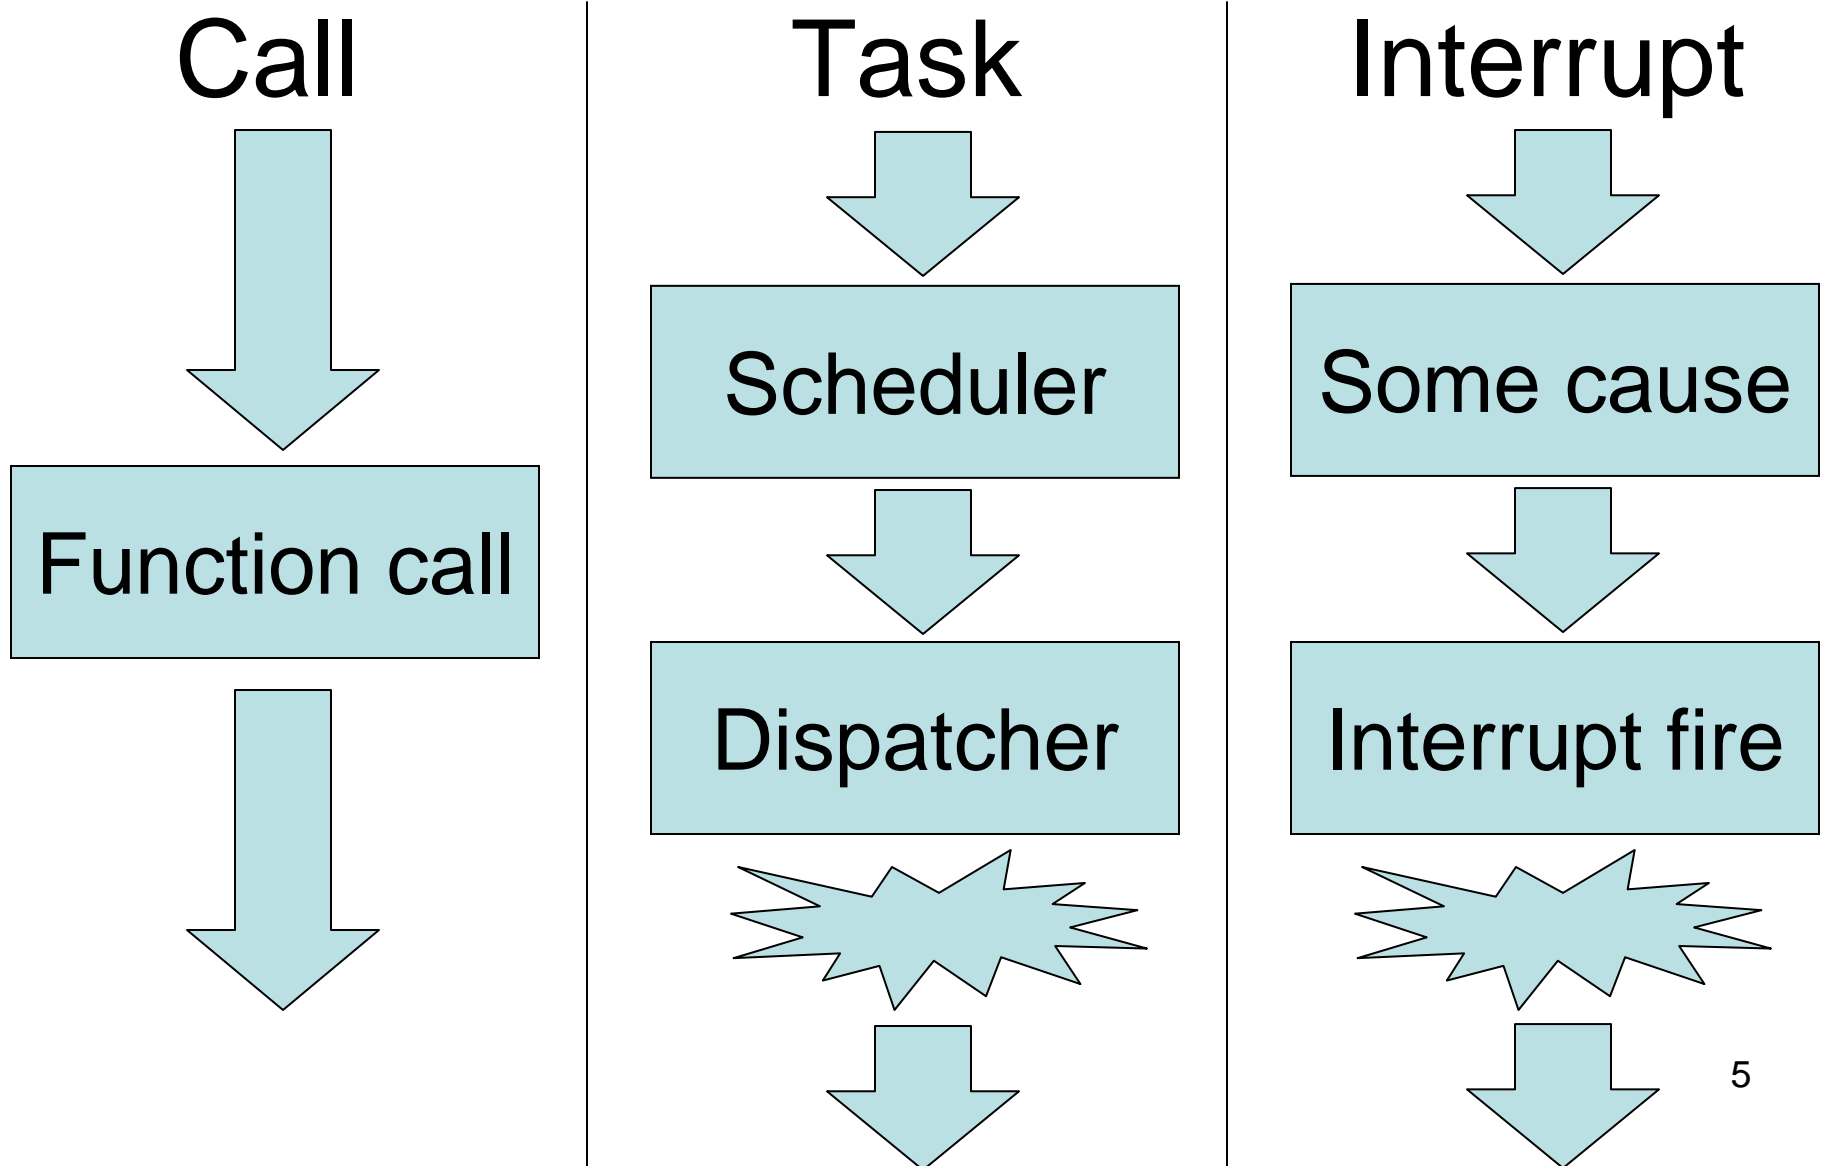 Call
Function call
Task
Scheduler
Dispatcher
Interrupt
Some cause
Interrupt fire
5